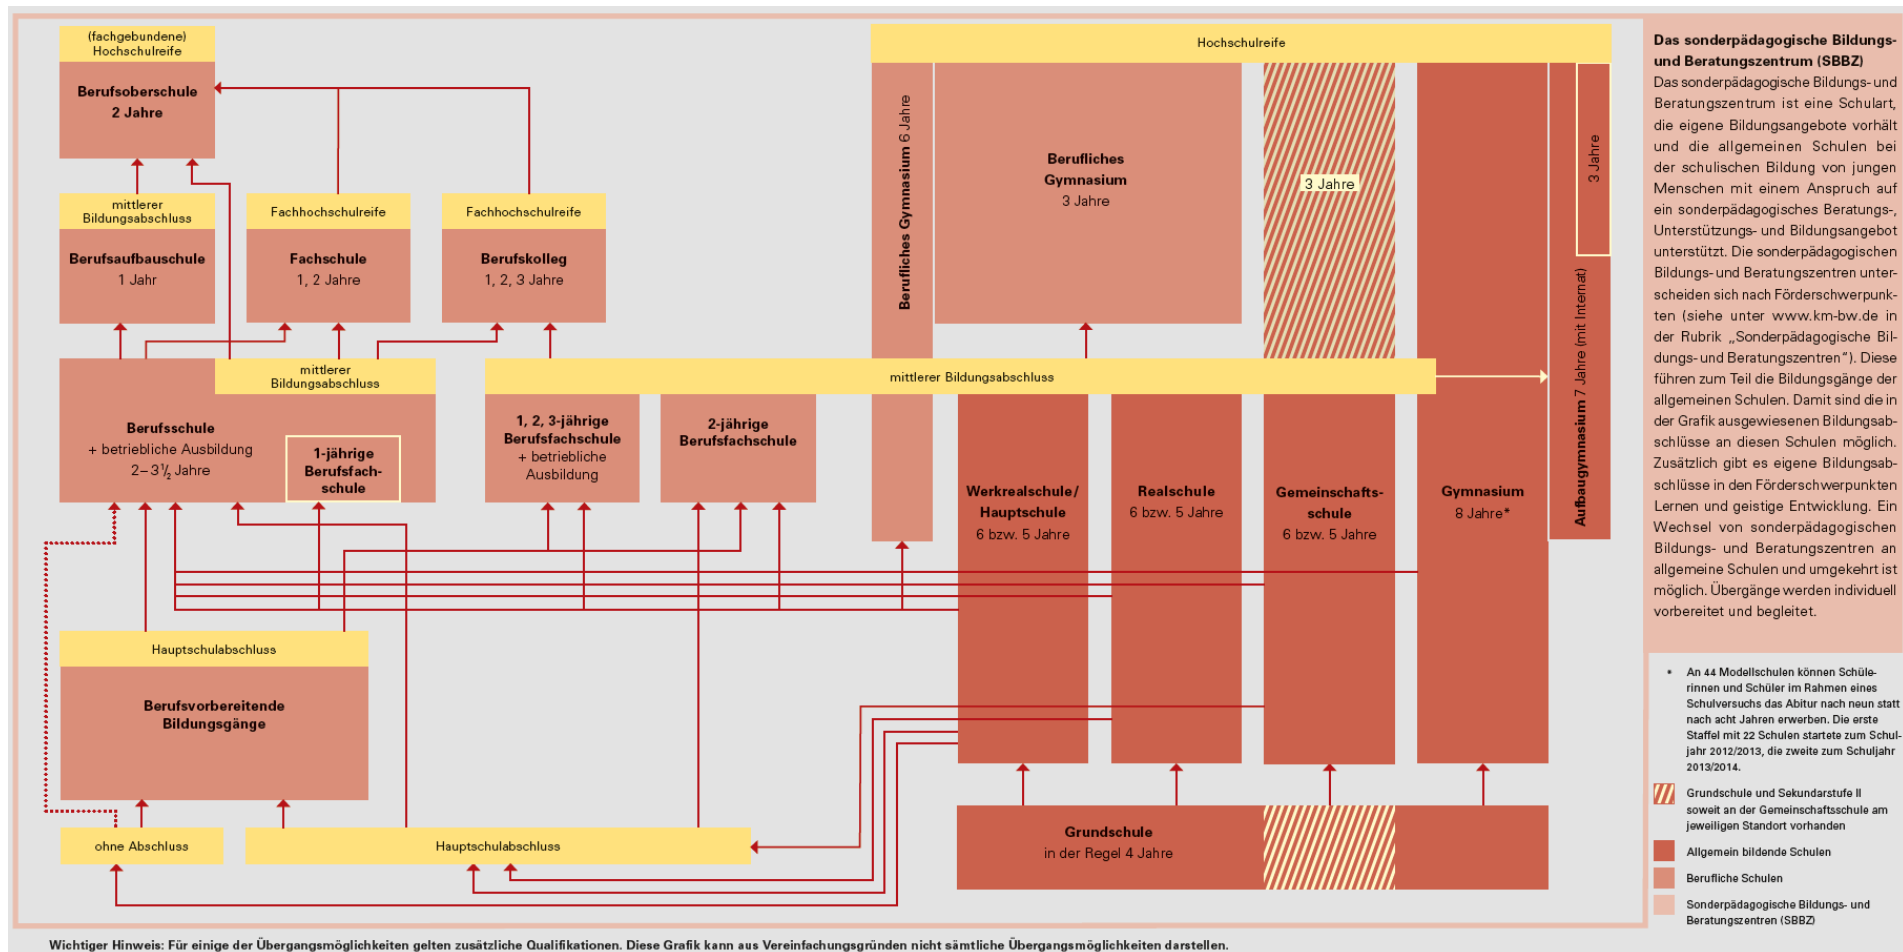 (fachgebundene)
Hochschulreife
Berufsoberschule
2 Jahre
mittlerer
Bildungsabschluss
Berufsaufbauschule
1 Jahr
Fachhochschulreife
Fachschule
1, 2 Jahre
Fachhochschulreife
Berufskolleg
1, 2, 3 Jahre
Hochschulreife
Berufliches Gymnasium 6 Jahre
Berufliches
Gymnasium
3 Jahre
3 Jahre
3 Jahre
Aufbaugymnasium 7 Jahre (mit Internat)
mittlerer
Bildungsabschluss
Berufsschule
+ betriebliche Ausbildung
2–3 ½ Jahre
1-jährige
Berufsfach-
schule
mittlerer Bildungsabschluss
1, 2, 3-jährige
Berufsfachschule
+ betriebliche
Ausbildung
2-jährige
Berufsfachschule
Werkrealschule/
Hauptschule
6 bzw. 5 Jahre
Realschule
6 bzw. 5 Jahre
Gemeinschafts-
schule
6 bzw. 5 Jahre
Gymnasium
8 Jahre*
Hauptschulabschluss
Berufsvorbereitende
Bildungsgänge
ohne Abschluss
Hauptschulabschluss
Grundschule
in der Regel 4 Jahre
Das sonderpädagogische Bildungs-
und Beratungszentrum (SBBZ)
Das sonderpädagogische Bildungs- und
Beratungszentrum ist eine Schulart,
die eigene Bildungsangebote vorhält
und die allgemeinen Schulen bei
der schulischen Bildung von jungen
Menschen mit einem Anspruch auf
ein sonderpädagogisches Beratungs-,
Unterstützungs- und Bildungsangebot
unterstützt. Die sonderpädagogischen
Bildungs- und Beratungszentren unter-
scheiden sich nach Förderschwerpunk-
ten (siehe unter www.km-bw.de in
der Rubrik „Sonderpädagogische Bil-
dungs- und Beratungszentren“). Diese
führen zum Teil die Bildungsgänge der
allgemeinen Schulen. Damit sind die in
der Grafik ausgewiesenen Bildungsab-
schlüsse an diesen Schulen möglich.
Zusätzlich gibt es eigene Bildungsab-
schlüsse in den Förderschwerpunkten
Lernen und geistige Entwicklung. Ein
Wechsel von sonderpädagogischen
Bildungs- und Beratungszentren an
allgemeine Schulen und umgekehrt ist
möglich. Übergänge werden individuell
vorbereitet und begleitet.
* An 44 Modellschulen können Schüle-
rinnen und Schüler im Rahmen eines
Schulversuchs das Abitur nach neun statt
nach acht Jahren erwerben. Die erste
Staffel mit 22 Schulen startete zum Schul-
jahr 2012/2013, die zweite zum Schuljahr
2013/2014.
Grundschule und Sekundarstufe II
soweit an der Gemeinschaftsschule am
jeweiligen Standort vorhanden
Allgemein bildende Schulen
Berufliche Schulen
Sonderpädagogische Bildungs- und
Beratungszentren (SBBZ)
Wichtiger Hinweis: Für einige der Übergangsmöglichkeiten gelten zusätzliche Qualifikationen. Diese Grafik kann aus Vereinfachungsgründen nicht sämtliche Übergangsmöglichkeiten darstellen.